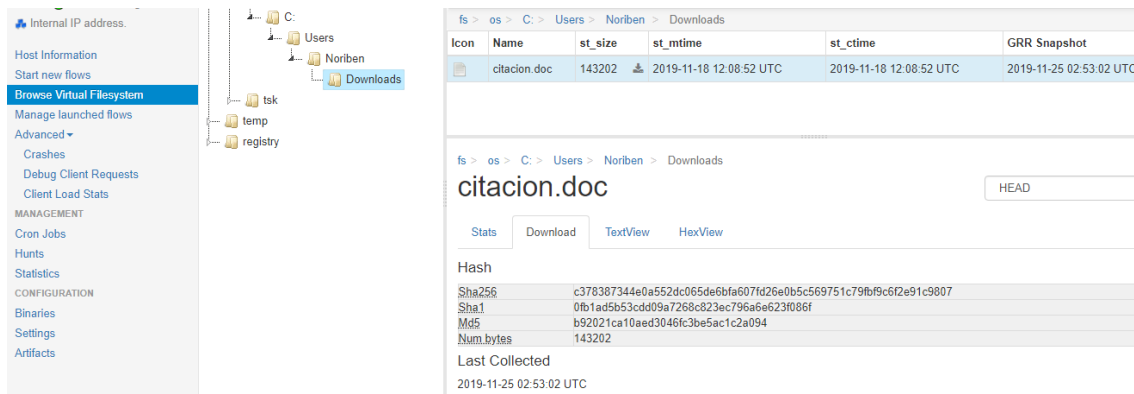 Internal IP address.
Host Information
Start new flows
Browse Virtual Filesystem
Manage launched flows
Advanced
Crashes
Debug Client Requests
Client Load Stats
MANAGEMENT
Cron Jobs
Hunts
Statistics
CONFIGURATION
Binaries
Settings
Artifacts
C:
Users
Noriben
Downloads
tsk
temp
registry
fs > os > C: > Users > Noriben > Downloads
Icon Name st_size st_mtime st_ctime GRR Snapshot
citacion.doc 143202 2019-11-18 12:08:52 UTC 2019-11-18 12:08:52 UTC 2019-11-25 02:53:02 UTC
fs > os > C: > Users > Noriben > Downloads
citacion.doc
HEAD
Stats Download TextView HexView
Hash
Sha256 c378387344e0a552dc065de6bfa607fd26e0b5c569751c79fbf9c6f2e91c9807
Sha1 0fb1ad5b53cdd09a7268c823ec796a6e623f086f
Md5 b92021ca10aed3046fc3be5ac1c2a094
Num bytes 143202
Last Collected
2019-11-25 02:53:02 UTC